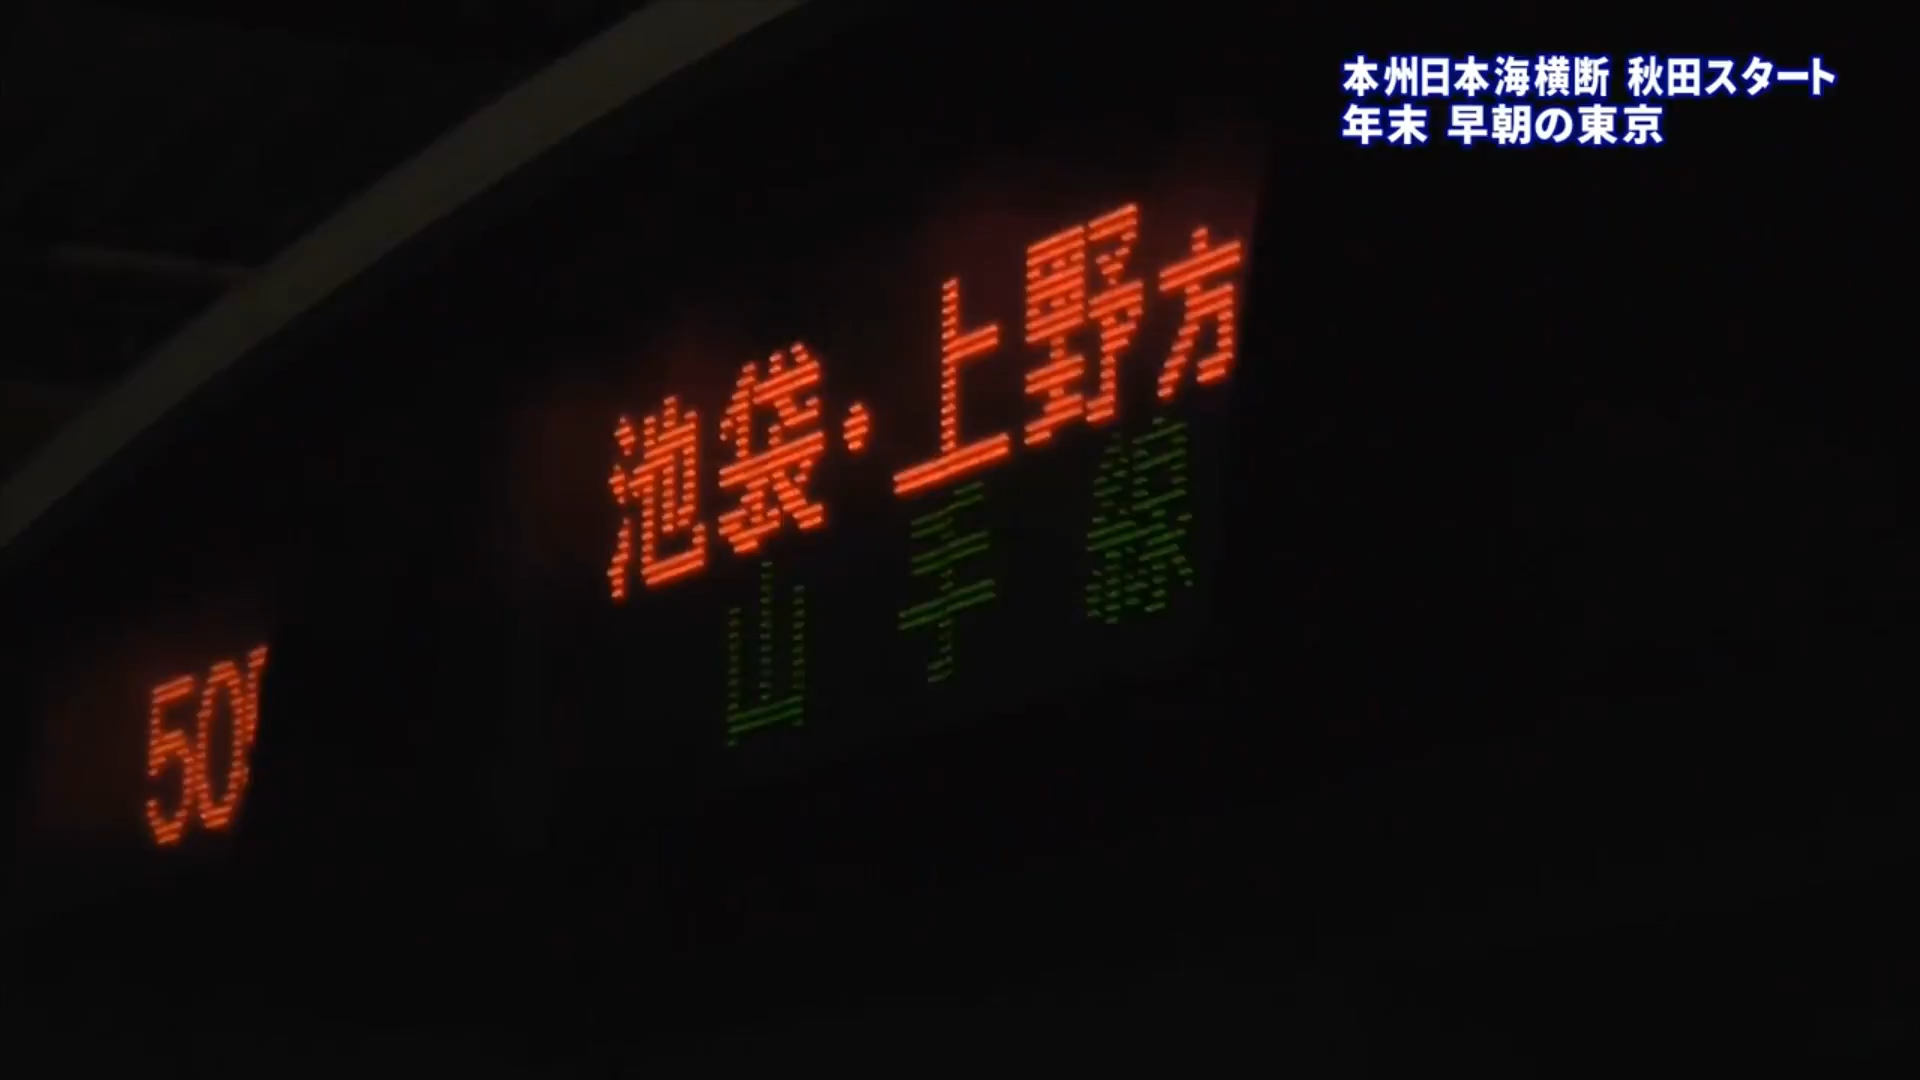 本州日本海横断 秋田スタート
年末 早朝の東京
池袋・上野方
山手線
50